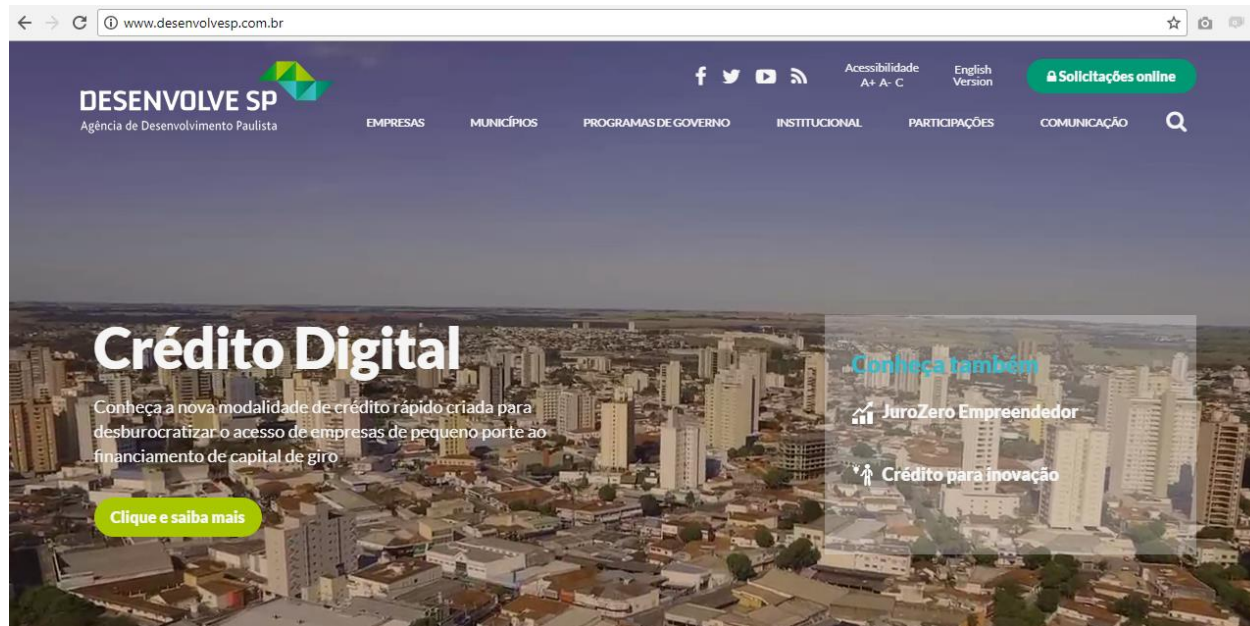 www.desenvolvesp.com.br
DESENVOLVE SP
Agência de Desenvolvimento Paulista
Acessibilidade
A+ A- C
English
Version
Solicitações online
EMPRESAS
MUNICÍPIOS
PROGRAMAS DE GOVERNO
INSTITUCIONAL
PARTICIPAÇÕES
COMUNICAÇÃO
Crédito Digital
Conheça a nova modalidade de crédito rápido criada para
desburocratizar o acesso de empresas de pequeno porte ao
financiamento de capital de giro
Clique e saiba mais
Conheça também
JuroZero Empreendedor
Crédito para inovação